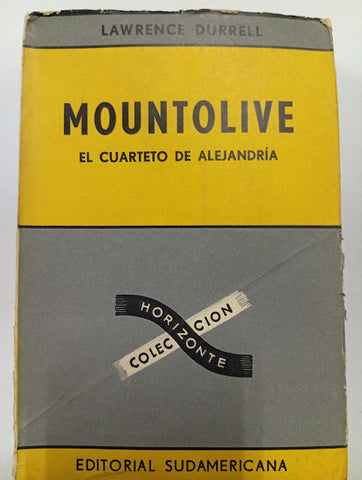 LAWRENCE DURRELL
MOUNTOLIVE
EL CUARTETO DE ALEJANDRÍA
COLECCION
HORIZONTE
EDITORIAL SUDAMERICANA